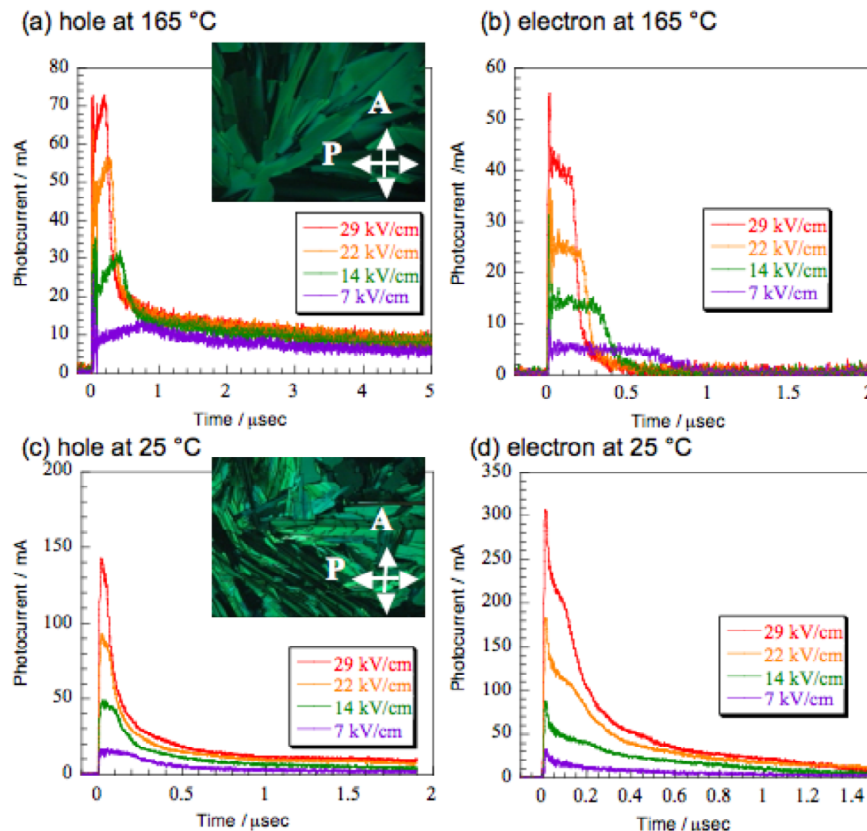 (a) hole at 165 °C
80
70
60
50
40
30
20
10
0
Photocurrent / mA
A
P
29 kV/cm
22 kV/cm
14 kV/cm
7 kV/cm
0 1 2 3 4 5
Time / μsec
(b) electron at 165 °C
60
50
40
30
20
10
0
Photocurrent /mA
29 kV/cm
22 kV/cm
14 kV/cm
7 kV/cm
0 0.5 1 1.5 2
Time / μsec
(c) hole at 25 °C
200
150
100
50
0
Photocurrent / mA
A
P
29 kV/cm
22 kV/cm
14 kV/cm
7 kV/cm
0 0.5 1 1.5 2
Time / μsec
(d) electron at 25 °C
350
300
250
200
150
100
50
0
Photocurrent / mA
29 kV/cm
22 kV/cm
14 kV/cm
7 kV/cm
0 0.2 0.4 0.6 0.8 1 1.2 1.4
Time / μsec